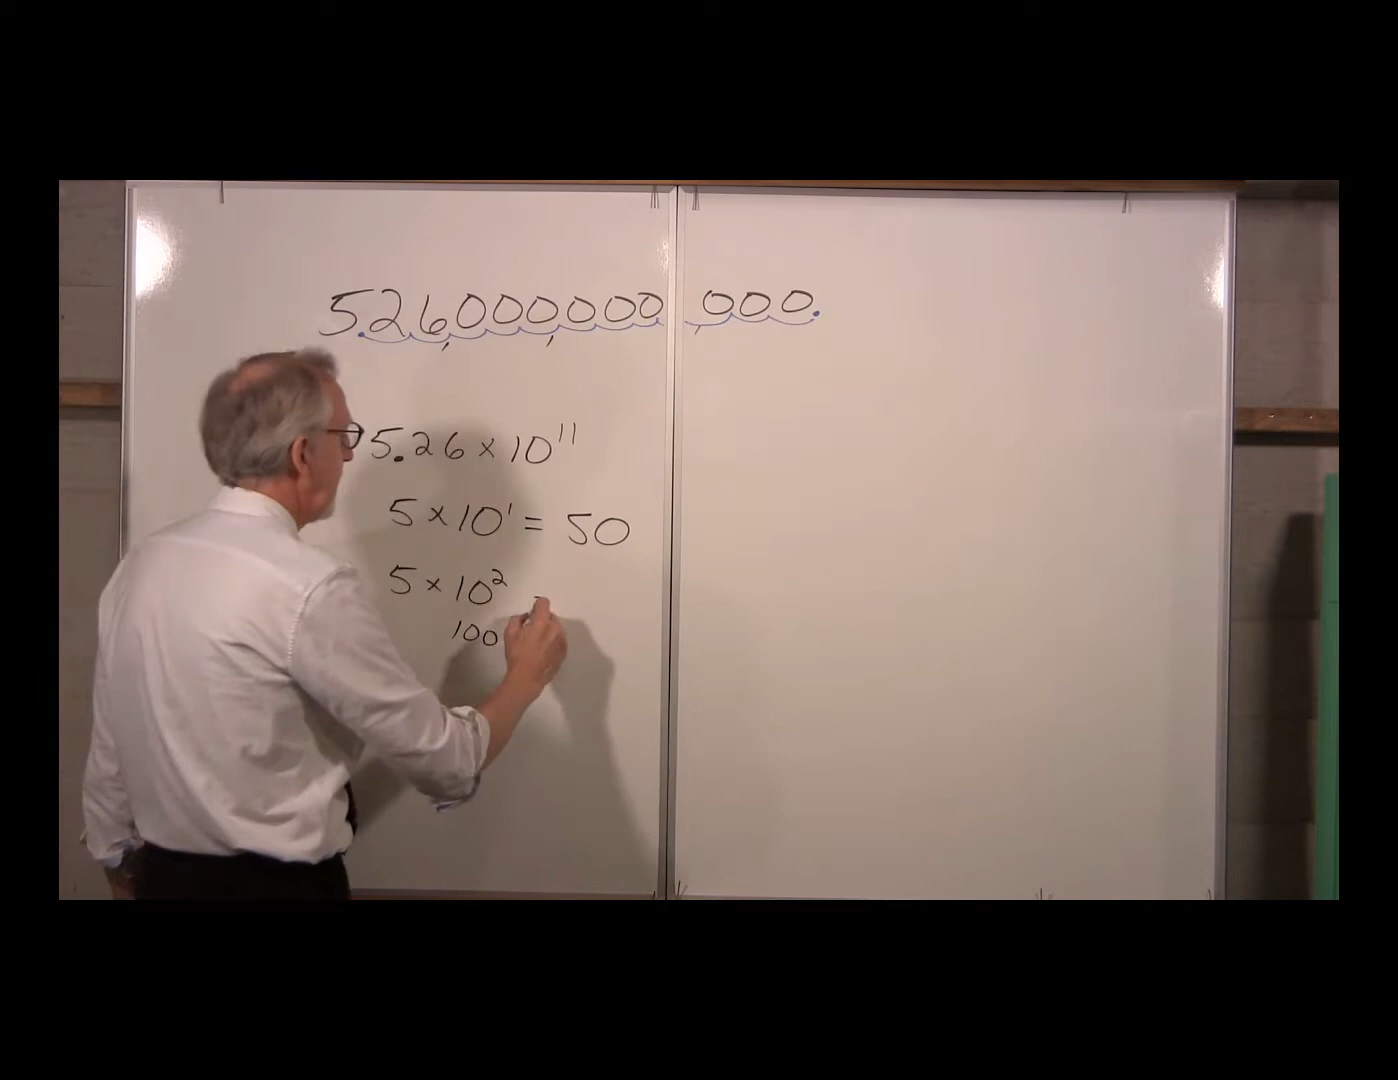 526,000,000,000.
5.26 × 10¹¹
5 × 10¹ = 50
5 × 10²
100